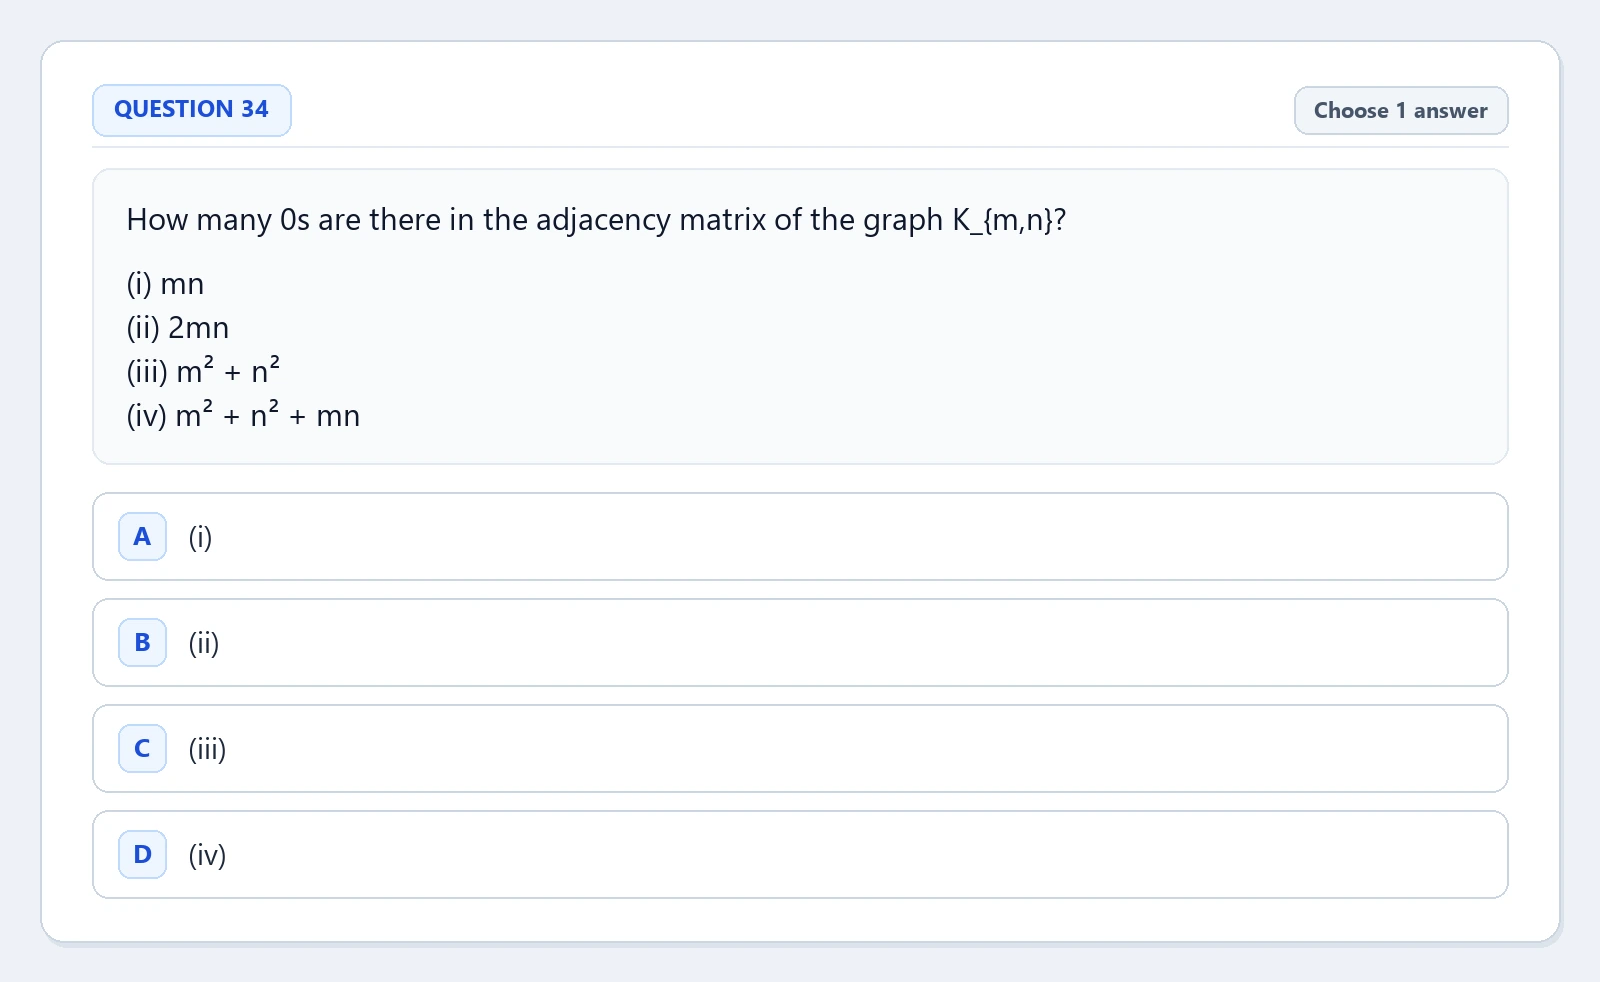 QUESTION 34
Choose 1 answer
How many 0s are there in the adjacency matrix of the graph K_{m,n}?
(i) mn
(ii) 2mn
(iii) m² + n²
(iv) m² + n² + mn
A (i)
B (ii)
C (iii)
D (iv)